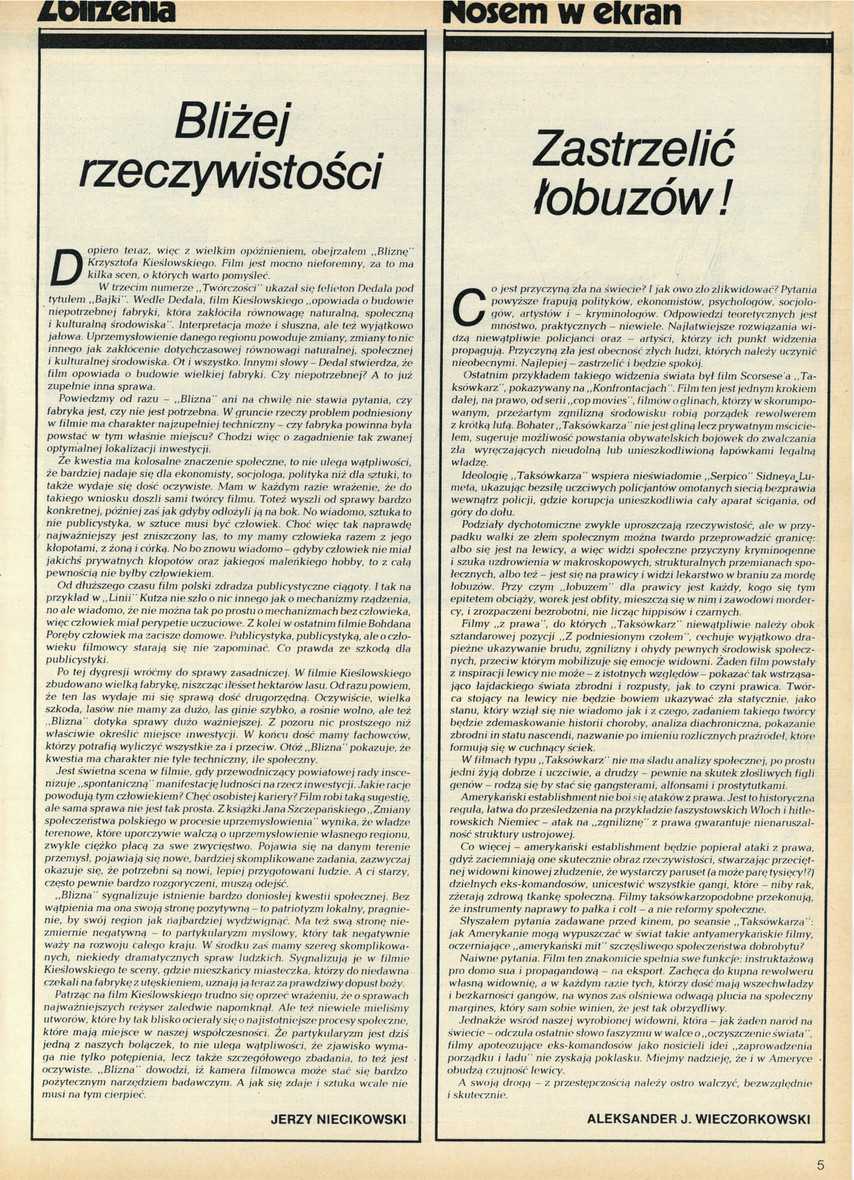 Zbliżenia
Bliżej
rzeczywistości
Dopiero teraz, więc z wielkim opóźnieniem, obejrzałem „Bliznę"
Krzysztofa Kieślowskiego. Film jest mocno nieforemny, za to ma
kilka scen, o których warto pomyśleć.
W trzecim numerze „Twórczości" ukazał się felieton Dedala pod
tytułem „Bajki". Wedle Dedala, film Kieślowskiego „opowiada o budowie
niepotrzebnej fabryki, która zakłóciła równowagę naturalną, społeczną
i kulturalną środowiska". Interpretacja może i słuszna, ale też wyjątkowo
jałowa. Uprzemysłowienie danego regionu powoduje zmiany, zmiany to nic
innego jak zakłócenie dotychczasowej równowagi naturalnej, społecznej
i kulturalnej środowiska. Ot i wszystko. Innymi słowy – Dedal stwierdza, że
film opowiada o budowie wielkiej fabryki. Czy niepotrzebnej? A to już
zupełnie inna sprawa.
Powiedzmy od razu – „Blizna" ani na chwilę nie stawia pytania, czy
fabryka jest, czy nie jest potrzebna. W gruncie rzeczy problem podniesiony
w filmie ma charakter najzupełniej techniczny – czy fabryka powinna była
powstać w tym właśnie miejscu? Chodzi więc o zagadnienie tak zwanej
optymalnej lokalizacji inwestycji.
Że kwestia ma kolosalne znaczenie społeczne, to nie ulega wątpliwości,
że bardziej nadaje się dla ekonomisty, socjologa, polityka niż dla sztuki, to
także wydaje się dość oczywiste. Mam w każdym razie wrażenie, że do
takiego wniosku doszli sami twórcy filmu. Toteż wyszli od sprawy bardzo
konkretnej, później zaś jak gdyby odłożyli ją na bok. No wiadomo, sztuka to
nie publicystyka, w sztuce musi być człowiek. Choć więc tak naprawdę
najważniejszy jest zniszczony las, to my mamy człowieka razem z jego
kłopotami, z żoną i córką. No bo znowu wiadomo – gdyby człowiek nie miał
jakichś prywatnych kłopotów oraz jakiegoś maleńkiego hobby, to z całą
pewnością nie byłby człowiekiem.
Od dłuższego czasu film polski zdradza publicystyczne ciągoty. I tak na
przykład w „Linii" Kutza nie szło o nic innego jak o mechanizmy rządzenia,
no ale wiadomo, że nie można tak po prostu o mechanizmach bez człowieka,
więc człowiek miał perypetie uczuciowe. Z kolei w ostatnim filmie Bohdana
Poręby człowiek ma zacisze domowe. Publicystyka, publicystyką, ale o czło-
wieku filmowcy starają się nie zapominać. Co prawda ze szkodą dla
publicystyki.
Po tej dygresji wróćmy do sprawy zasadniczej. W filmie Kieślowskiego
zbudowano wielką fabrykę, niszcząc ileśset hektarów lasu. Od razu powiem,
że ten las wydaje mi się sprawą dość drugorzędną. Oczywiście, wielka
szkoda, lasów nie mamy za dużo, las ginie szybko, a rośnie wolno, ale też
„Blizna" dotyka sprawy dużo ważniejszej. Z pozoru nic prostszego niż
właściwie określić miejsce inwestycji. W końcu dość mamy fachowców,
którzy potrafią wyliczyć wszystkie za i przeciw. Otóż „Blizna" pokazuje, że
kwestia ma charakter nie tyle techniczny, ile społeczny.
Jest świetna scena w filmie, gdy przewodniczący powiatowej rady insce-
nizuje „spontaniczną" manifestację ludności na rzecz inwestycji. Jakie racje
powodują tym człowiekiem? Chęć osobistej kariery? Film robi taką sugestię,
ale sama sprawa nie jest tak prosta. Z książki Jana Szczepańskiego „Zmiany
społeczeństwa polskiego w procesie uprzemysłowienia" wynika, że władze
terenowe, które uporczywie walczą o uprzemysłowienie własnego regionu,
zwykle ciężko płacą za swe zwycięstwo. Pojawia się na danym terenie
przemysł, pojawiają się nowe, bardziej skomplikowane zadania, zazwyczaj
okazuje się, że potrzebni są nowi, lepiej przygotowani ludzie. A ci starzy,
często pewnie bardzo rozgoryczeni, muszą odejść.
„Blizna" sygnalizuje istnienie bardzo doniosłej kwestii społecznej. Bez
wątpienia ma ona swoją stronę pozytywną – to patriotyzm lokalny, pragnie-
nie, by swój region jak najbardziej wydźwignąć. Ma też swą stronę nie-
zmiernie negatywną – to partykularyzm myślowy, który tak negatywnie
waży na rozwoju całego kraju. W środku zaś mamy szereg skomplikowa-
nych, niekiedy dramatycznych spraw ludzkich. Sygnalizują je w filmie
Kieślowskiego te sceny, gdzie mieszkańcy miasteczka, którzy do niedawna
czekali na fabrykę z utęsknieniem, uznają ją teraz za prawdziwy dopust boży.
Patrząc na film Kieślowskiego trudno się oprzeć wrażeniu, że o sprawach
najważniejszych reżyser zaledwie napomknął. Ale też niewiele mieliśmy
utworów, które by tak blisko ocierały się o najistotniejsze procesy społeczne,
które mają miejsce w naszej współczesności. Że partykularyzm jest dziś
jedną z naszych bolączek, to nie ulega wątpliwości, że zjawisko wyma-
ga nie tylko potępienia, lecz także szczegółowego zbadania, to też jest
oczywiste. „Blizna" dowodzi, iż kamera filmowca może stać się bardzo
pożytecznym narzędziem badawczym. A jak się zdaje i sztuka wcale nie
musi na tym cierpieć.
JERZY NIECIKOWSKI
Nosem w ekran
Zastrzelić
łobuzów!
Co jest przyczyną zła na świecie? I jak owo zło zlikwidować? Pytania
powyższe frapują polityków, ekonomistów, psychologów, socjolo-
gów, artystów i – kryminologów. Odpowiedzi teoretycznych jest
mnóstwo, praktycznych – niewiele. Najłatwiejsze rozwiązania wi-
dzą niewątpliwie policjanci oraz – artyści, którzy ich punkt widzenia
propagują. Przyczyną zła jest obecność złych ludzi, których należy uczynić
nieobecnymi. Najlepiej – zastrzelić i będzie spokój.
Ostatnim przykładem takiego widzenia świata był film Scorsese'a „Ta-
ksówkarz", pokazywany na „Konfrontacjach". Film ten jest jednym krokiem
dalej, na prawo, od serii „cop movies", filmów o glinach, którzy w skorumpo-
wanym, przeżartym zgnilizną środowisku robią porządek rewolwerem
z krótką lufą. Bohater „Taksówkarza" nie jest gliną lecz prywatnym mścicie-
lem, sugeruje możliwość powstania obywatelskich bojówek do zwalczania
zła wyręczających nieudolną lub unieszkodliwioną łapówkami legalną
władzę.
Ideologię „Taksówkarza" wspiera nieświadomie „Serpico" Sidneya Lu-
meta, ukazując bezsiłę uczciwych policjantów omotanych siecią bezprawia
wewnątrz policji, gdzie korupcja unieszkodliwia cały aparat ścigania, od
góry do dołu.
Podziały dychotomiczne zwykle upraszczają rzeczywistość, ale w przy-
padku walki ze złem społecznym można twardo przeprowadzić granicę:
albo się jest na lewicy, a więc widzi społeczne przyczyny kryminogenne
i szuka uzdrowienia w makroskopowych, strukturalnych przemianach spo-
łecznych, albo też – jest się na prawicy i widzi lekarstwo w braniu za mordę
łobuzów. Przy czym „łobuzem" dla prawicy jest każdy, kogo się tym
epitetem obciąży, worek jest obfity, mieszczą się w nim i zawodowi morder-
cy, i zrozpaczeni bezrobotni, nie licząc hippisów i czarnych.
Filmy „z prawa", do których „Taksówkarz" niewątpliwie należy obok
sztandarowej pozycji „Z podniesionym czołem", cechuje wyjątkowo dra-
pieżne ukazywanie brudu, zgnilizny i ohydy pewnych środowisk społecz-
nych, przeciw którym mobilizuje się emocje widowni. Żaden film powstały
z inspiracji lewicy nie może – z istotnych względów – pokazać tak wstrząsa-
jąco łajdackiego świata zbrodni i rozpusty, jak to czyni prawica. Twór-
ca stojący na lewicy nie będzie bowiem ukazywać zła statycznie, jako
stanu, który wziął się nie wiadomo jak i z czego, zadaniem takiego twórcy
będzie zdemaskowanie historii choroby, analiza diachroniczna, pokazanie
zbrodni in statu nascendi, nazwanie po imieniu rozlicznych praźródeł, które
formują się w cuchnący ściek.
W filmach typu „Taksówkarz" nie ma śladu analizy społecznej, po prostu
jedni żyją dobrze i uczciwie, a drudzy – pewnie na skutek złośliwych figli
genów – rodzą się by stać się gangsterami, alfonsami i prostytutkami.
Amerykański establishment nie boi się ataków z prawa. Jest to historyczna
reguła, łatwa do prześledzenia na przykładzie faszystowskich Włoch i hitle-
rowskich Niemiec – atak na „zgniliznę" z prawa gwarantuje nienaruszal-
ność struktury ustrojowej.
Co więcej – amerykański establishment będzie popierał ataki z prawa,
gdyż zaciemniają one skutecznie obraz rzeczywistości, stwarzając przecięt-
nej widowni kinowej złudzenie, że wystarczy paruset (a może parę tysięcy!?)
dzielnych eks-komandosów, unicestwić wszystkie gangi, które – niby rak,
zżerają zdrową tkankę społeczną. Filmy taksówkarzopodobne przekonują,
że instrumenty naprawy to pałka i colt – a nie reformy społeczne.
Słyszałem pytania zadawane przed kinem, po seansie „Taksówkarza":
jak Amerykanie mogą wypuszczać w świat takie antyamerykańskie filmy,
oczerniające „amerykański mit" szczęśliwego społeczeństwa dobrobytu?
Naiwne pytania. Film ten znakomicie spełnia swe funkcje: instruktażową
pro domo sua i propagandową – na eksport. Zachęca do kupna rewolweru
własną widownię, a w każdym razie tych, którzy dość mają wszechwładzy
i bezkarności gangów, na wynos zaś olśniewa odwagą plucia na społeczny
margines, który sam sobie winien, że jest tak obrzydliwy.
Jednakże wśród naszej wyrobionej widowni, która – jak żaden naród na
świecie – odczuła ostatnie słowo faszyzmu w walce o „oczyszczenie świata",
filmy apoteozujące eks-komandosów jako nosicieli idei „zaprowadzenia
porządku i ładu" nie zyskają poklasku. Miejmy nadzieję, że i w Ameryce
obudzą czujność lewicy.
A swoją drogą – z przestępczością należy ostro walczyć, bezwzględnie
i skutecznie.
ALEKSANDER J. WIECZORKOWSKI
5